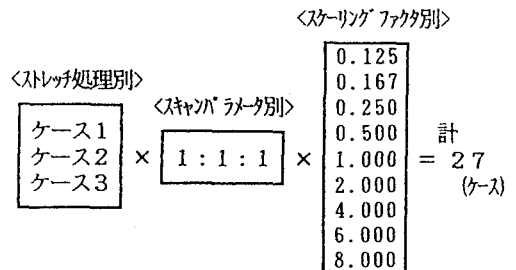 <スケーリングファクタ別>
<ストレッチ処理別>
<スキャンパラメータ別>
ケース1
ケース2
ケース3
×
1:1:1
×
0.125
0.167
0.250
0.500
1.000
2.000
4.000
6.000
8.000
計
= 27
(ケース)